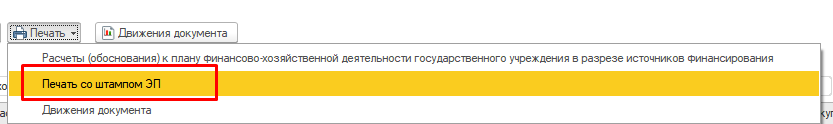 Печать
Движения документа
Расчеты (обоснования) к плану финансово-хозяйственной деятельности государственного учреждения в разрезе источников финансирования
Печать со штампом ЭП
Движения документа